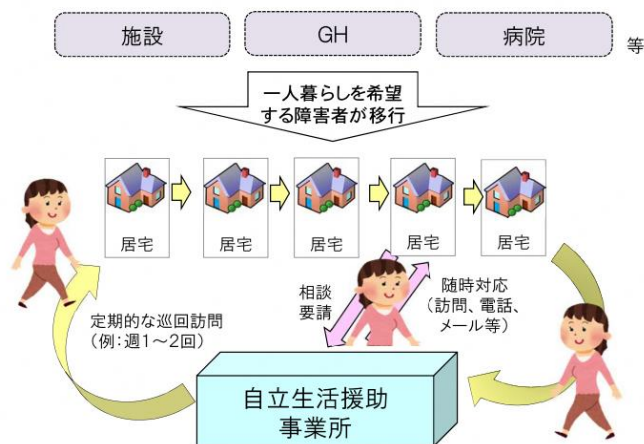 施設
GH
病院
等
一人暮らしを希望
する障害者が移行
居宅
居宅
居宅
居宅
居宅
定期的な巡回訪問
(例:週1～2回)
相談
要請
随時対応
(訪問、電話、
メール等)
自立生活援助
事業所